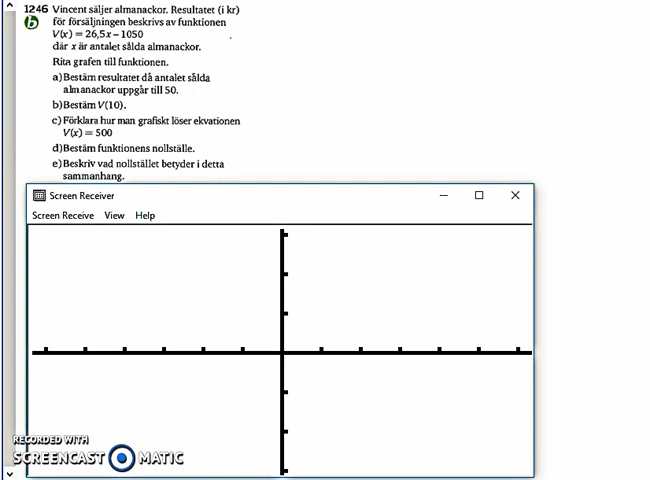 1246 Vincent säljer almanackor. Resultatet (i kr)
b för försäljningen beskrivs av funktionen
V(x) = 26,5x – 1050
där x är antalet sålda almanackor.
Rita grafen till funktionen.
a) Bestäm resultatet då antalet sålda
almanackor uppgår till 50.
b) Bestäm V(10).
c) Förklara hur man grafiskt löser ekvationen
V(x) = 500
d) Bestäm funktionens nollställe.
e) Beskriv vad nollstället betyder i detta
sammanhang.
Screen Receiver
Screen Receive View Help
RECORDED WITH
SCREENCAST MATIC